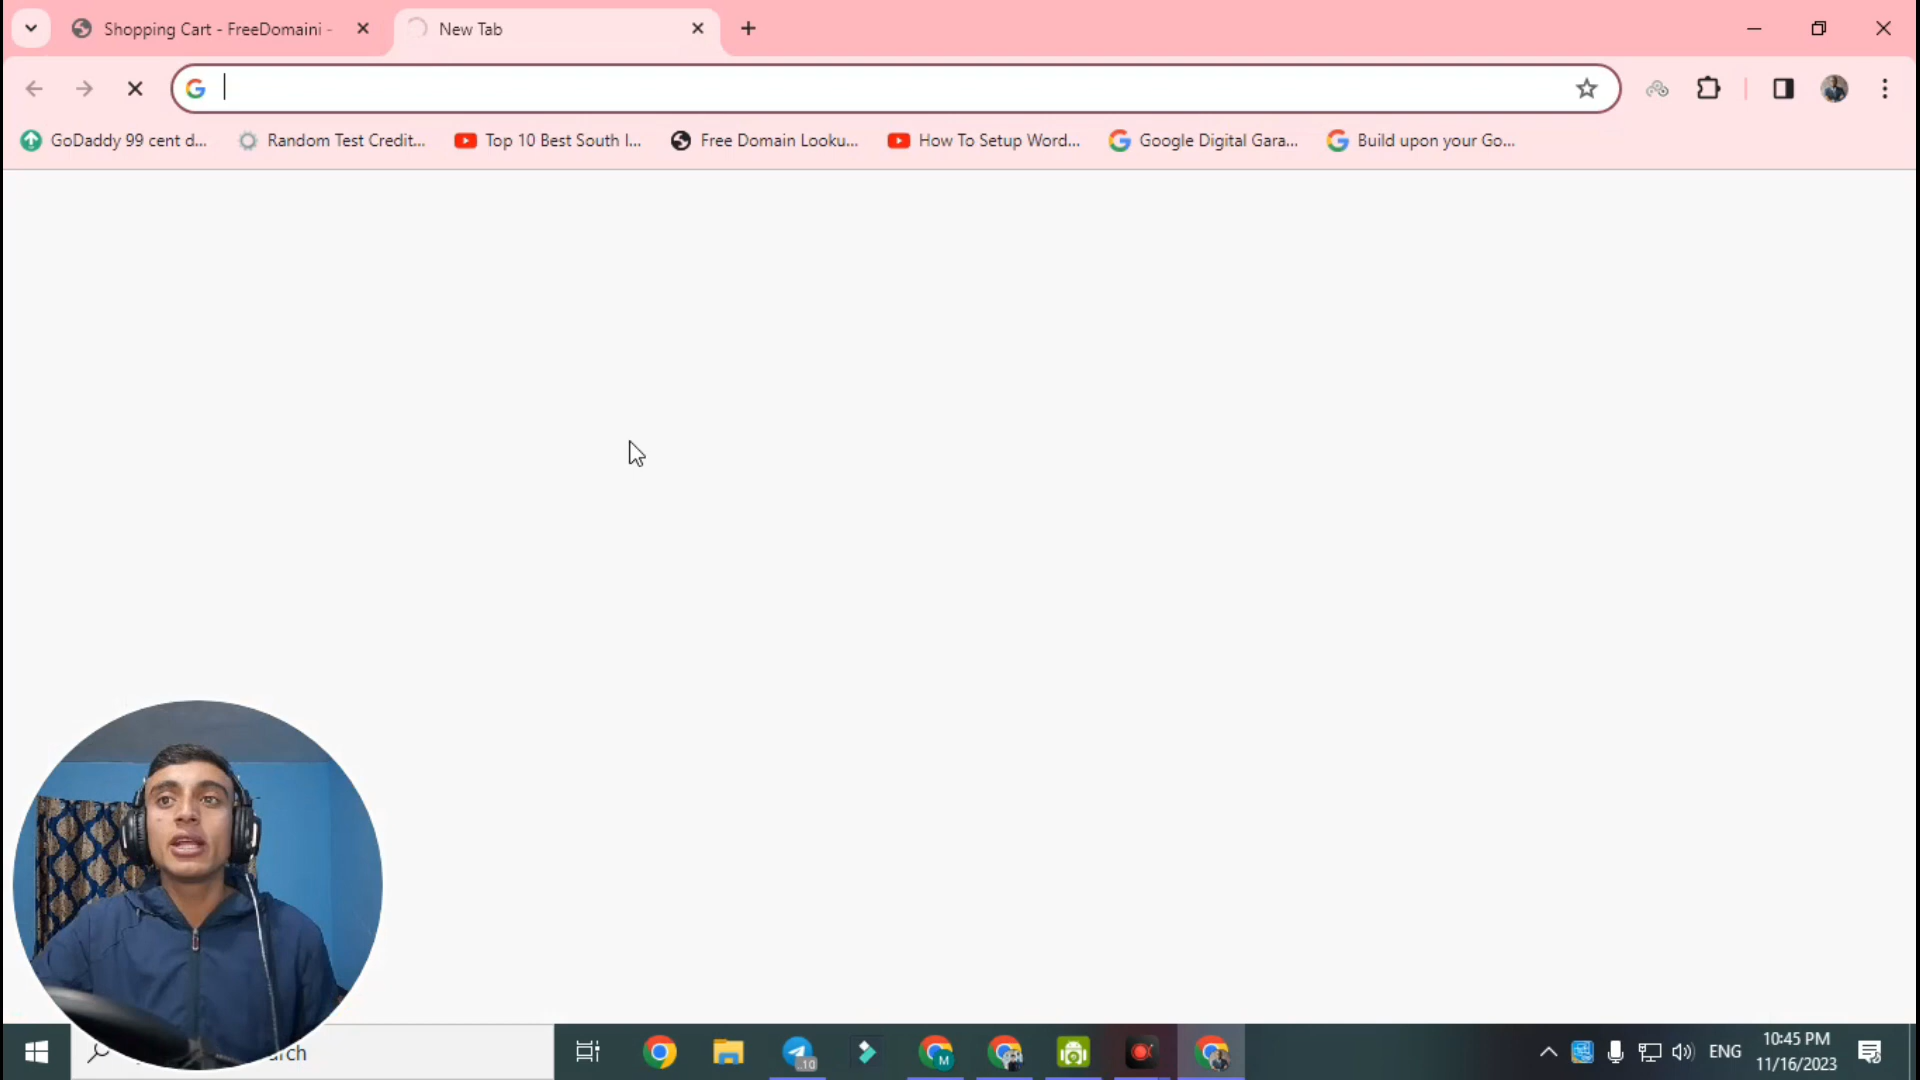 Shopping Cart - FreeDomaini -
New Tab
GoDaddy 99 cent d...
Random Test Credit...
Top 10 Best South I...
Free Domain Looku...
How To Setup Word...
Google Digital Gara...
Build upon your Go...
arch
10
M
ENG
10:45 PM
11/16/2023